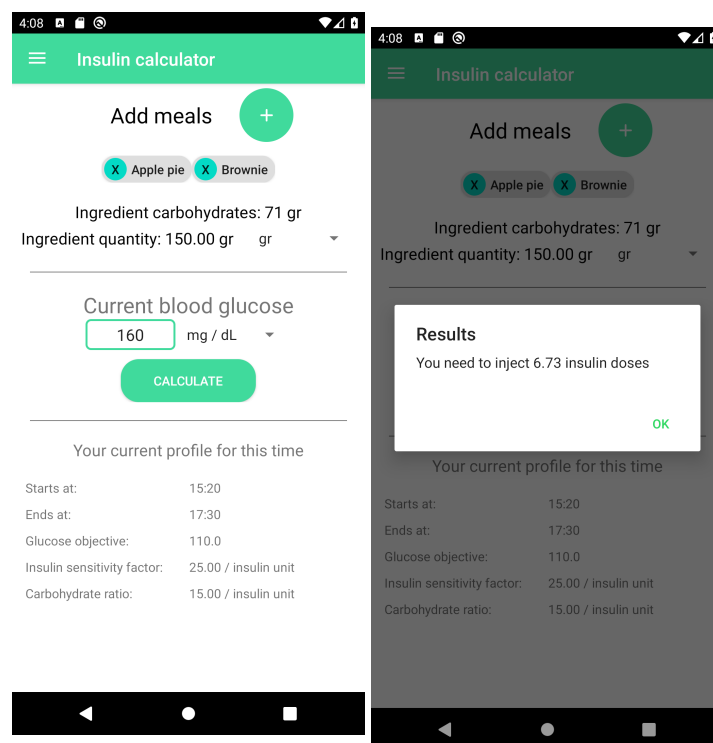 4:08
Insulin calculator
Add meals +
X Apple pie X Brownie
Ingredient carbohydrates: 71 gr
Ingredient quantity: 150.00 gr gr
Current blood glucose
160 mg / dL
CALCULATE
Your current profile for this time
Starts at: 15:20
Ends at: 17:30
Glucose objective: 110.0
Insulin sensitivity factor: 25.00 / insulin unit
Carbohydrate ratio: 15.00 / insulin unit
4:08
Insulin calculator
Add meals +
X Apple pie X Brownie
Ingredient carbohydrates: 71 gr
Ingredient quantity: 150.00 gr gr
Results
You need to inject 6.73 insulin doses
OK
Your current profile for this time
Starts at: 15:20
Ends at: 17:30
Glucose objective: 110.0
Insulin sensitivity factor: 25.00 / insulin unit
Carbohydrate ratio: 15.00 / insulin unit